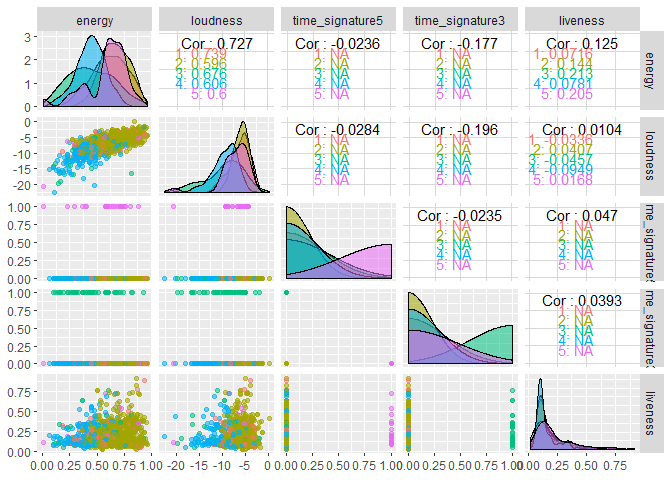 energy loudness time_signature5 time_signature3 liveness
3 Cor : 0.727 Cor : -0.0236 Cor : -0.177 Cor : 0.125
1: 0.739 1: NA 1: NA 1: 0.0716
2: 0.596 2: NA 2: NA 2: 0.144
3: 0.676 3: NA 3: NA 3: 0.213
4: 0.606 4: NA 4: NA 4: 0.0781
5: 0.6 5: NA 5: NA 5: 0.205
2
1
0
energy
0 Cor : -0.0284 Cor : -0.196 Cor : 0.0104
1: NA 1: NA 1: -0.0336
2: NA 2: NA 2: 0.0407
3: NA 3: NA 3: -0.0457
4: NA 4: NA 4: -0.0949
5: NA 5: NA 5: 0.0168
-5
-10
-15
-20
loudness
1.00 Cor : -0.0235 Cor : 0.047
1: NA 1: NA
2: NA 2: NA
3: NA 3: NA
4: NA 4: NA
5: NA 5: NA
0.75
0.50
0.25
0.00
me_signature
1.00 Cor : 0.0393
1: NA
2: NA
3: NA
4: NA
5: NA
0.75
0.50
0.25
0.00
me_signature
0.75
0.50
0.25
0.00
liveness
0.00 0.25 0.50 0.75 1.00 -20 -15 -10 -5 0 0.00 0.25 0.50 0.75 1.00 0.00 0.25 0.50 0.75 1.00 0.00 0.25 0.50 0.75